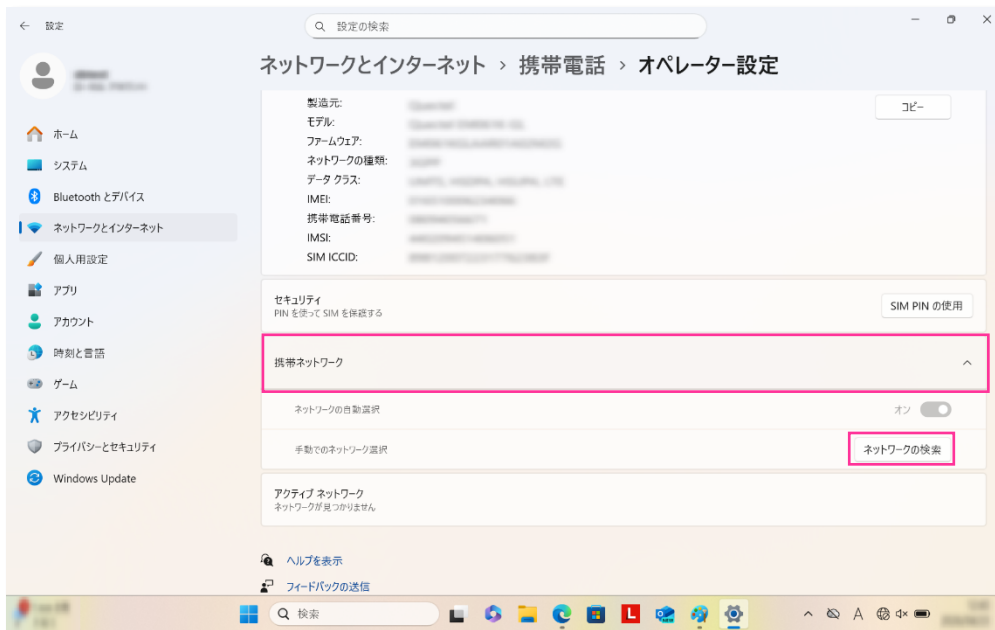 設定
設定の検索
ネットワークとインターネット › 携帯電話 › オペレーター設定
ホーム
システム
Bluetooth とデバイス
ネットワークとインターネット
個人用設定
アプリ
アカウント
時刻と言語
ゲーム
アクセシビリティ
プライバシーとセキュリティ
Windows Update
製造元:
コピー
モデル:
ファームウェア:
ネットワークの種類:
データ クラス:
IMEI:
携帯電話番号:
IMSI:
SIM ICCID:
セキュリティ
PIN を使って SIM を保護する
SIM PIN の使用
携帯ネットワーク
ネットワークの自動選択
オン
手動でのネットワーク選択
ネットワークの検索
アクティブ ネットワーク
ネットワークが見つかりません
ヘルプを表示
フィードバックの送信
検索
L
A